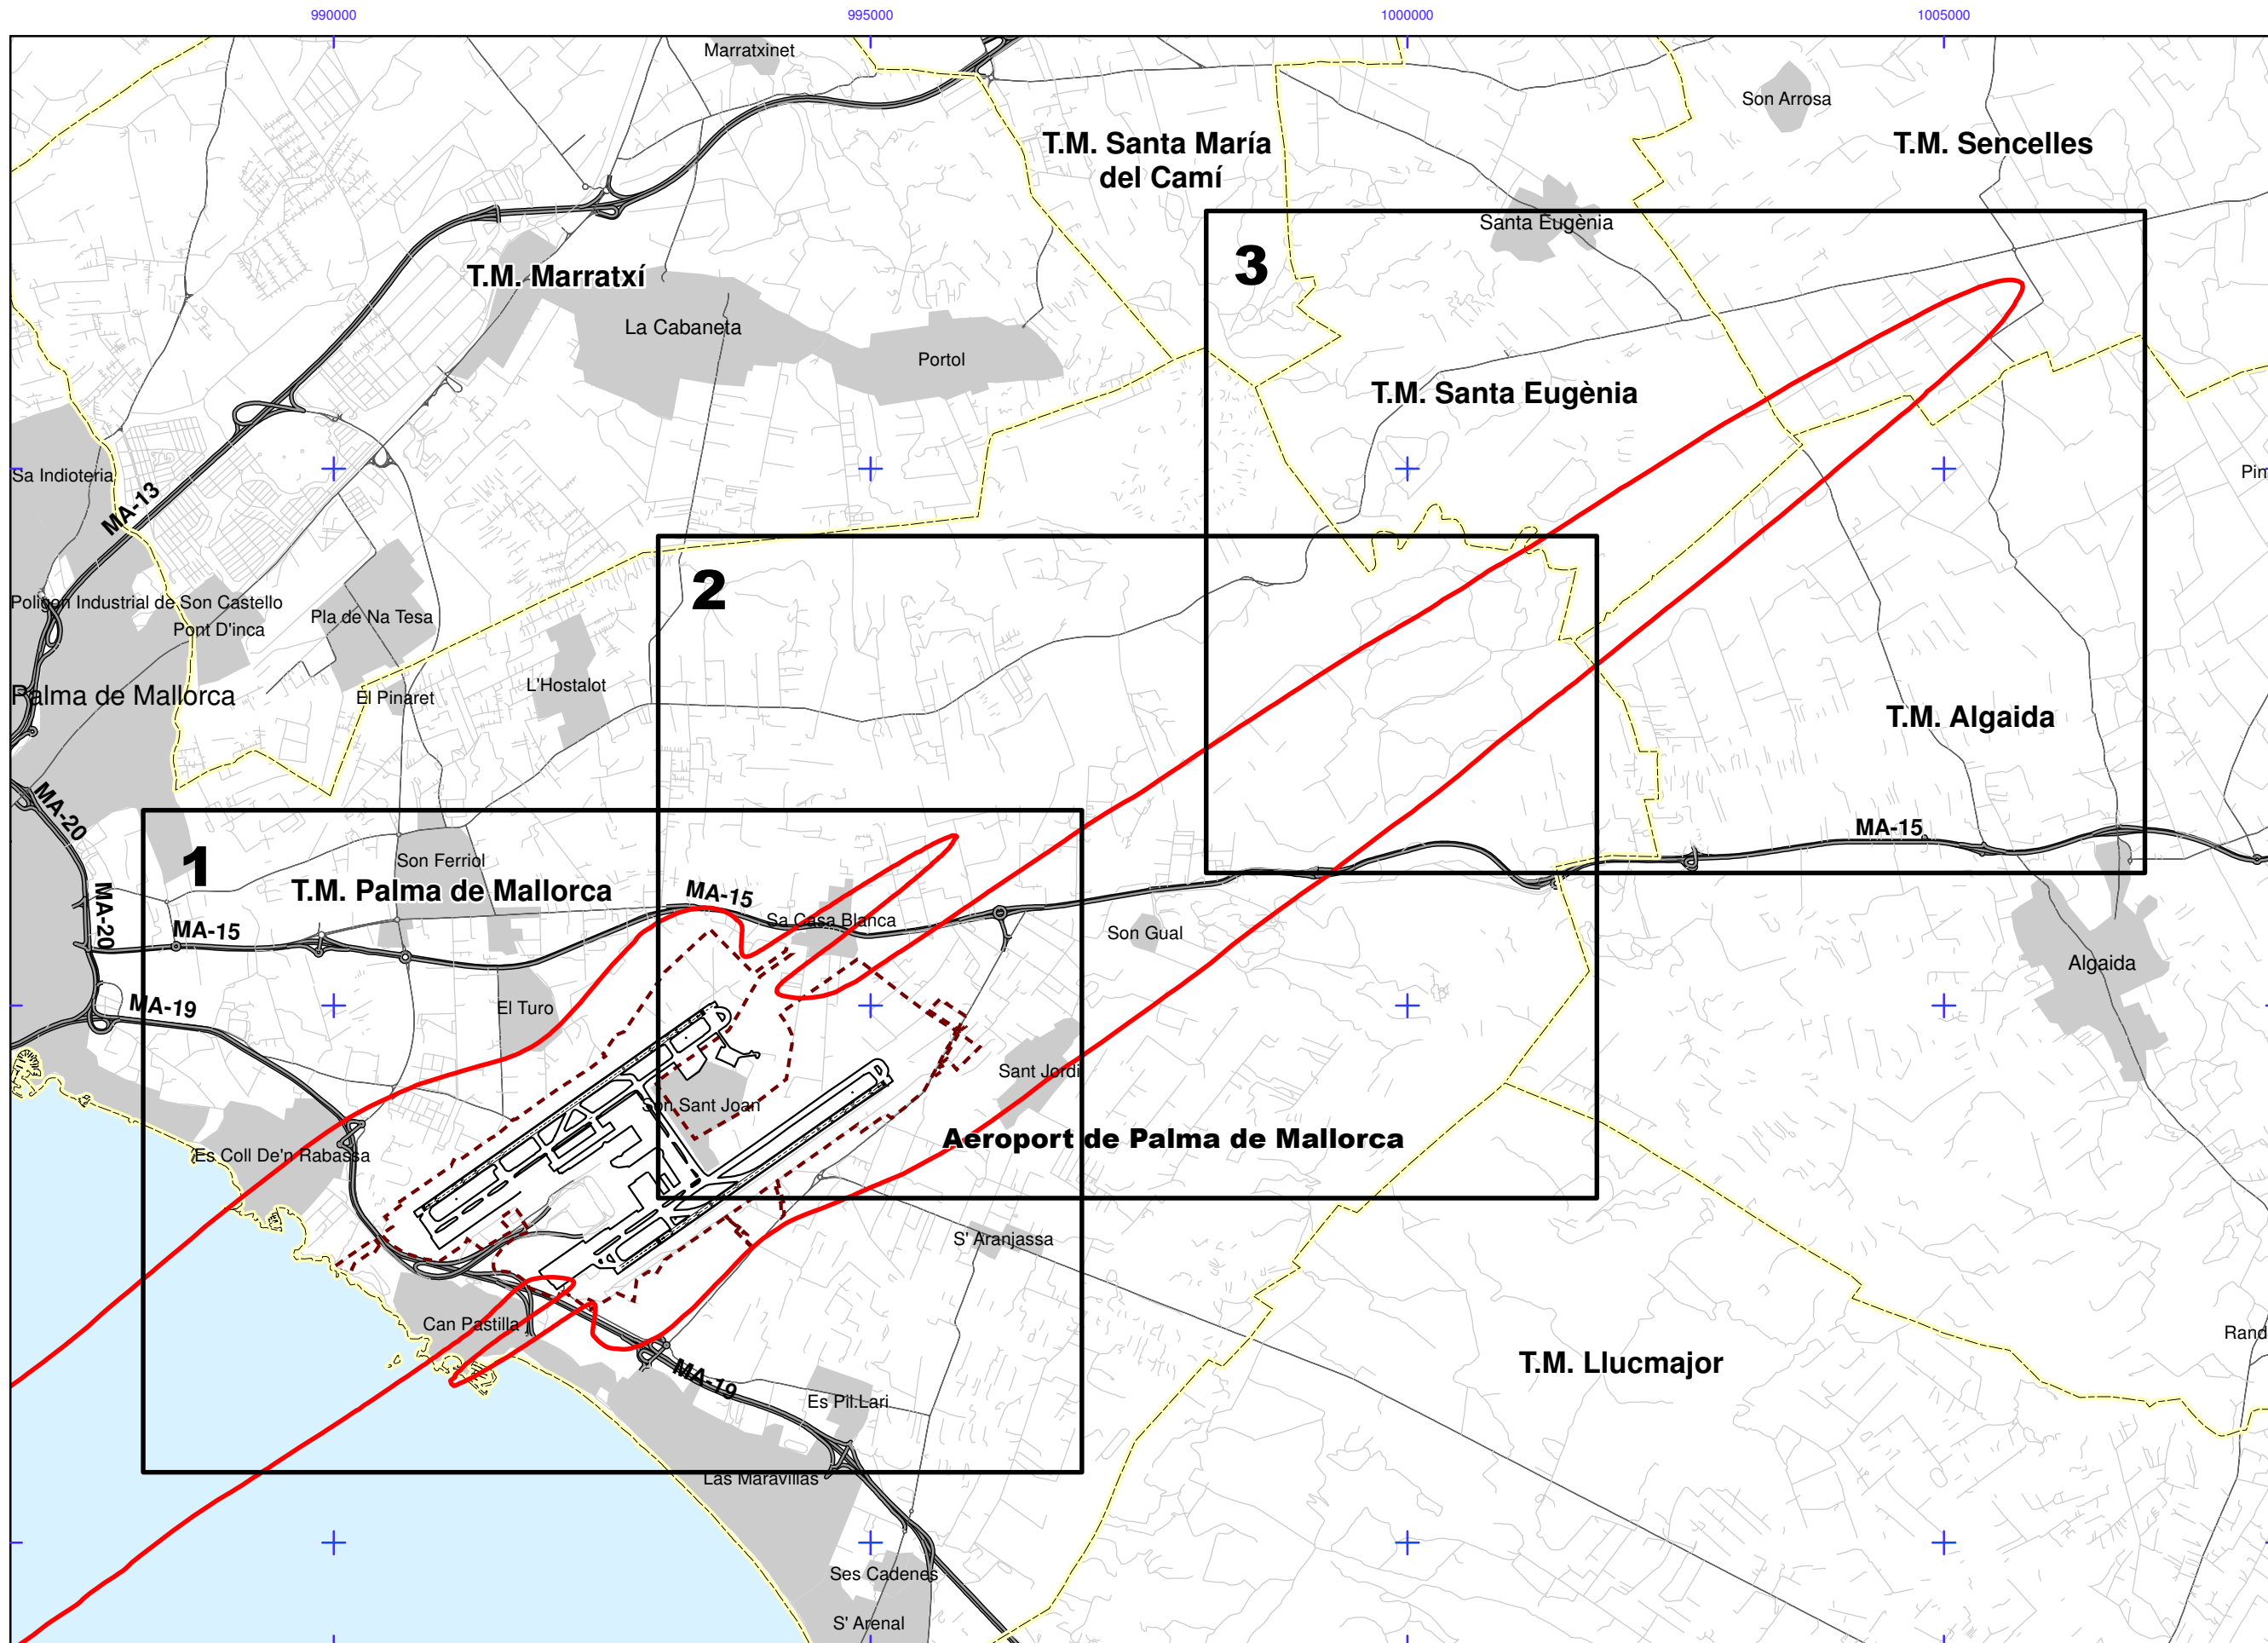 990000
995000
1000000
1005000
Marratxinet
Son Arrosa
T.M. Santa María
del Camí
T.M. Sencelles
Santa Eugènia
3
T.M. Marratxí
La Cabaneta
Portol
T.M. Santa Eugènia
Sa Indioteria
MA-13
2
Poligon Industrial de Son Castello
Pont D'inca
Pla de Na Tesa
L'Hostalot
Palma de Mallorca
El Pinaret
T.M. Algaida
MA-20
MA-15
1
Son Ferriol
T.M. Palma de Mallorca
MA-15
MA-20
Sa Casa Blanca
MA-15
Son Gual
Algaida
MA-19
El Turo
Sant Jordi
Son Sant Joan
Aeroport de Palma de Mallorca
Es Coll De'n Rabassa
S' Aranjassa
Can Pastilla
T.M. Llucmajor
MA-19
Es Pil.Lari
Las Maravillas
Ses Cadenes
S' Arenal